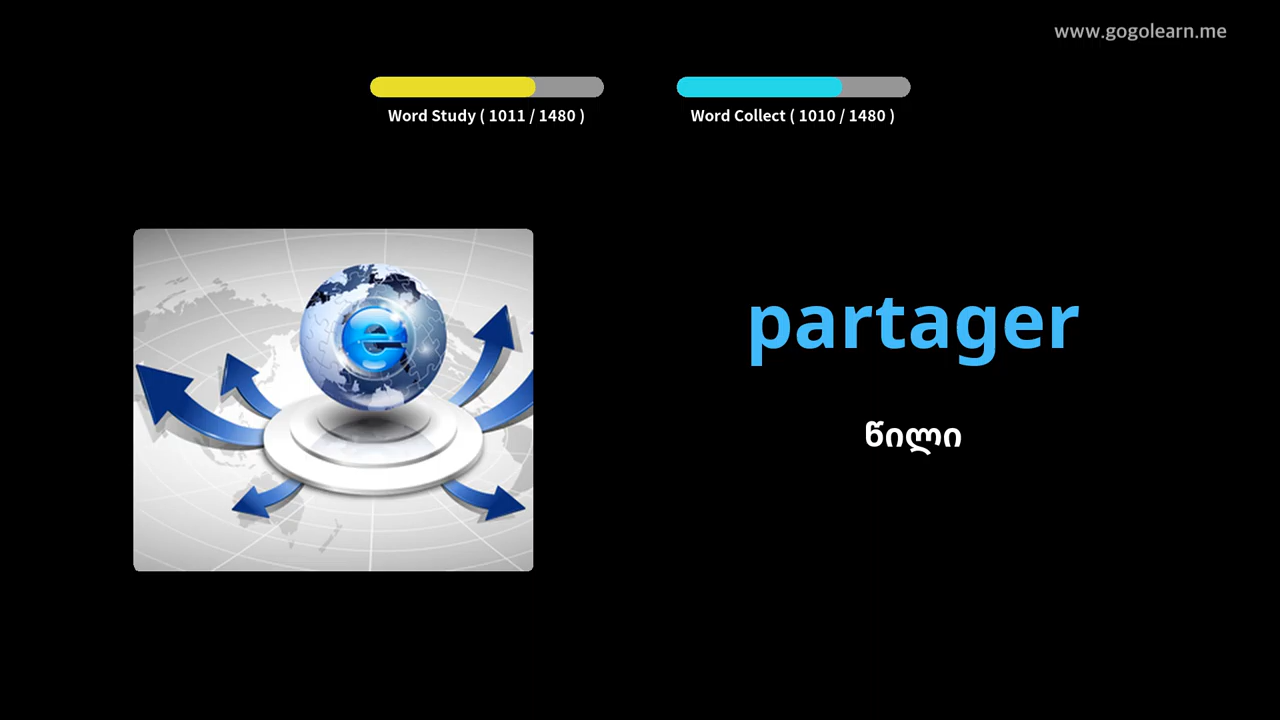 www.gogolearn.me
Word Study ( 1011 / 1480 )
Word Collect ( 1010 / 1480 )
e
partager
წილი